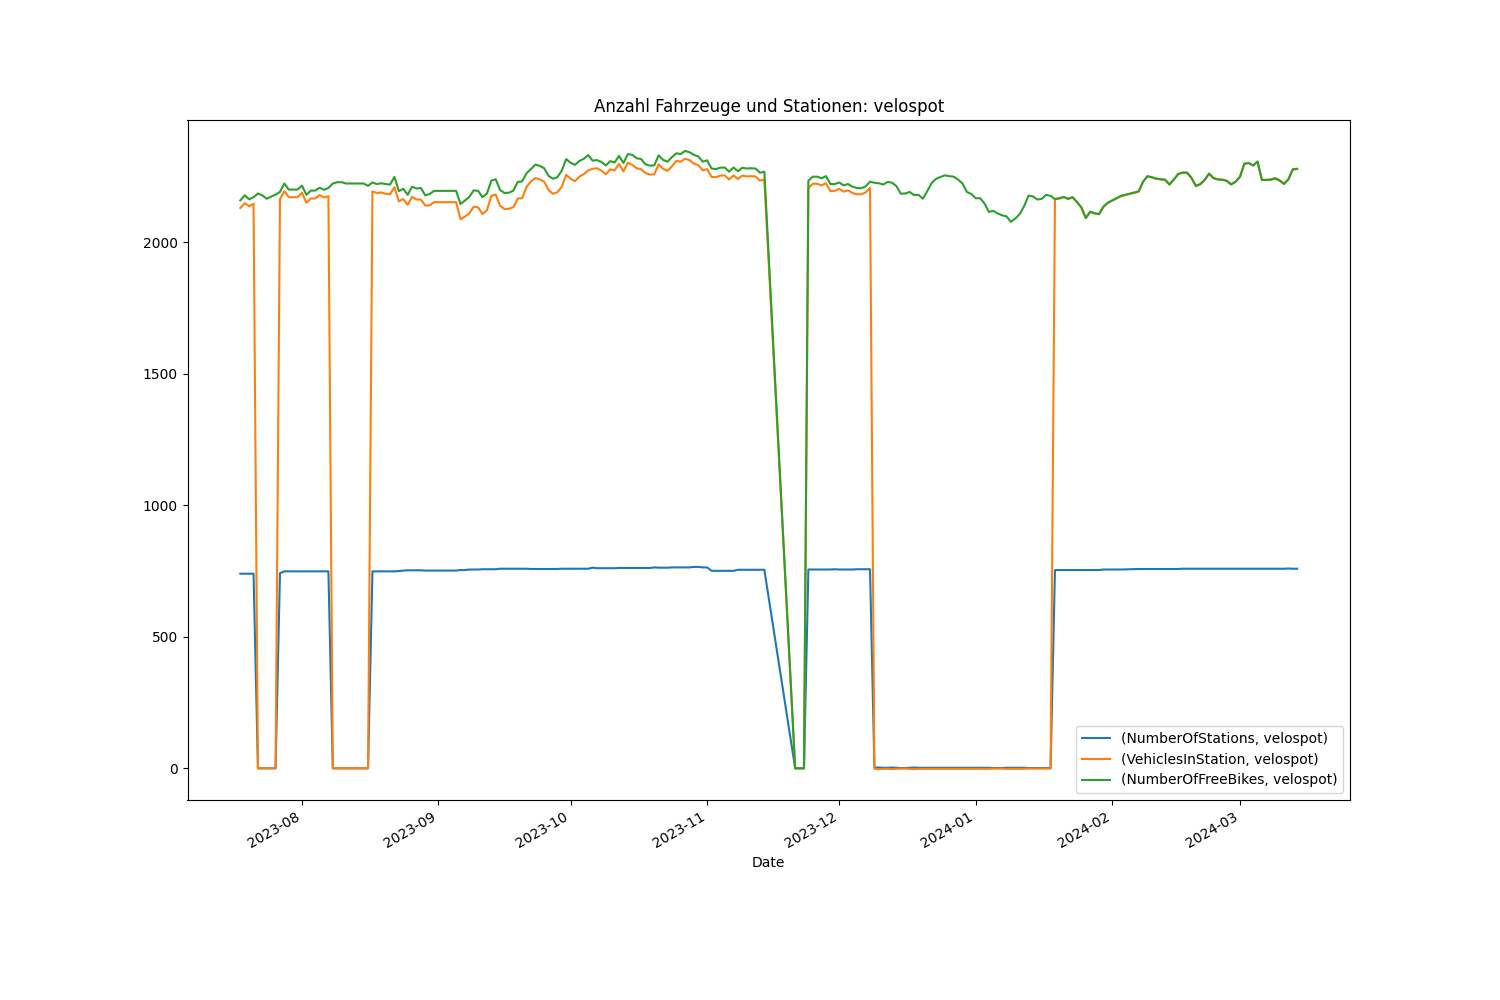 Anzahl Fahrzeuge und Stationen: velospot
2000
1500
1000
500
0
(NumberOfStations, velospot)
(VehiclesInStation, velospot)
(NumberOfFreeBikes, velospot)
2023-08
2023-09
2023-10
2023-11
2023-12
2024-01
2024-02
2024-03
Date